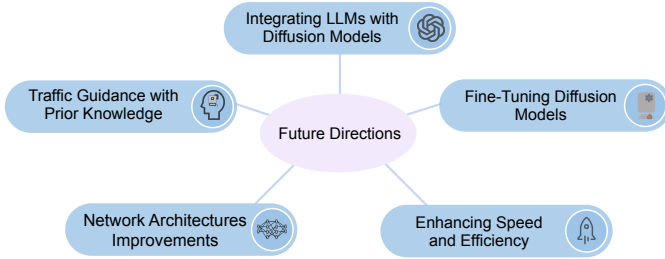 Integrating LLMs with
Diffusion Models
Traffic Guidance with
Prior Knowledge
Fine-Tuning Diffusion
Models
Future Directions
Network Architectures
Improvements
Enhancing Speed
and Efficiency